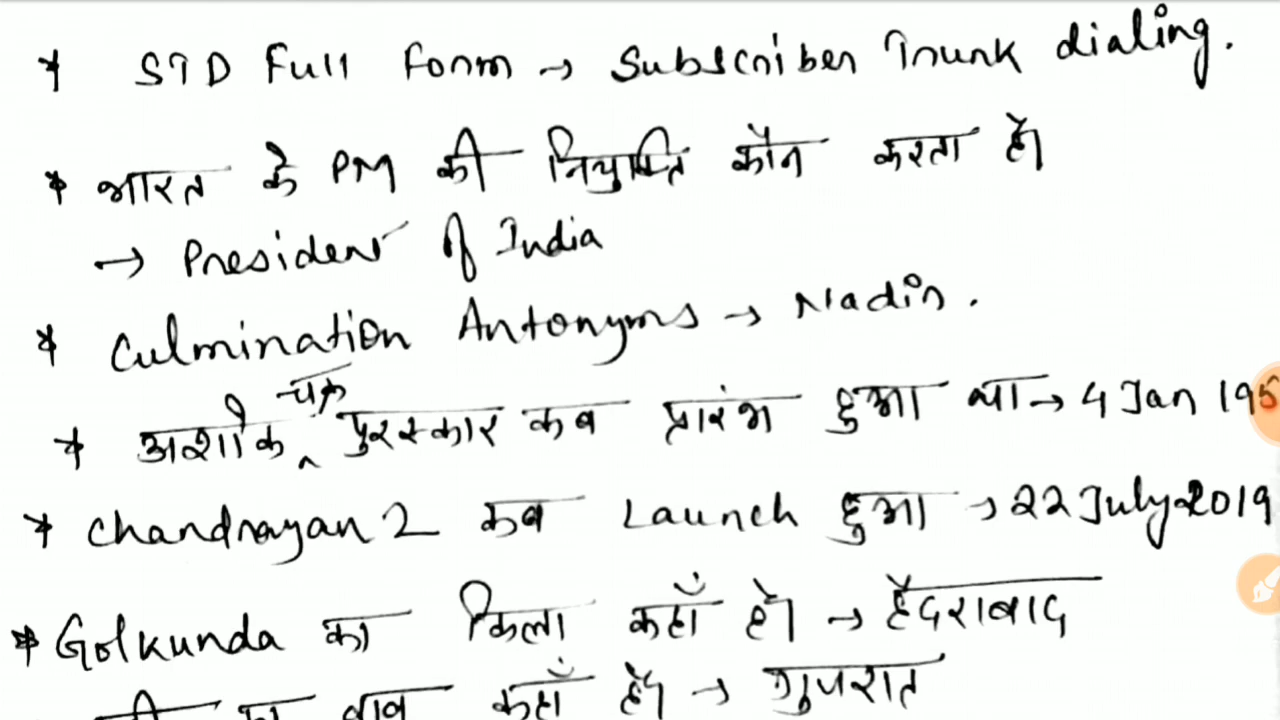 * STD Full Form → Subscriber Trunk dialing.
* भारत के PM की नियुक्ति कौन करता है।
→ President of India
* Culmination Antonyms → Nadir.
* अशोक चक्र पुरस्कार कब प्रारंभ हुआ था → 4 Jan 195
* Chandrayan 2 कब Launch हुआ → 22 July 2019
* Golkunda का किला कहाँ है। → हैदराबाद
का वाव कहाँ है। → गुजरात